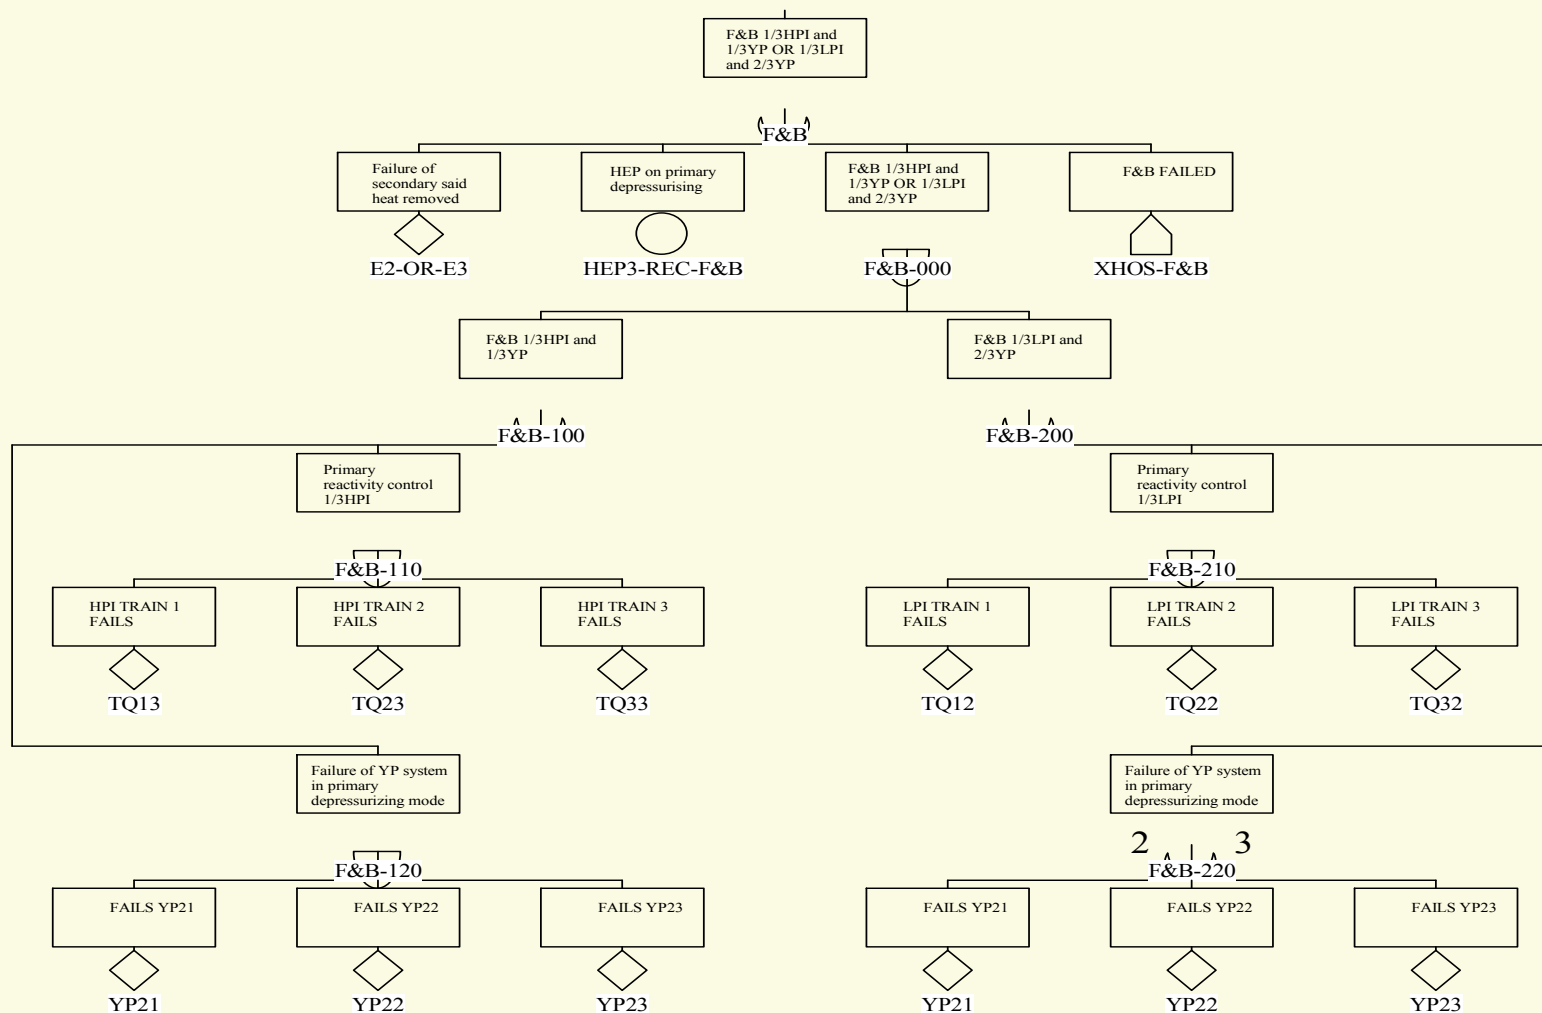 F&B 1/3HPI and
1/3YP OR 1/3LPI
and 2/3YP
F&B
Failure of
secondary said
heat removed
E2-OR-E3
HEP on primary
depressurising
HEP3-REC-F&B
F&B 1/3HPI and
1/3YP OR 1/3LPI
and 2/3YP
F&B-000
F&B FAILED
XHOS-F&B
F&B 1/3HPI and
1/3YP
F&B-100
F&B 1/3LPI and
2/3YP
F&B-200
Primary
reactivity control
1/3HPI
F&B-110
Primary
reactivity control
1/3LPI
F&B-210
HPI TRAIN 1
FAILS
TQ13
HPI TRAIN 2
FAILS
TQ23
HPI TRAIN 3
FAILS
TQ33
LPI TRAIN 1
FAILS
TQ12
LPI TRAIN 2
FAILS
TQ22
LPI TRAIN 3
FAILS
TQ32
Failure of YP system
in primary
depressurizing mode
F&B-120
Failure of YP system
in primary
depressurizing mode
2 3
F&B-220
FAILS YP21
YP21
FAILS YP22
YP22
FAILS YP23
YP23
FAILS YP21
YP21
FAILS YP22
YP22
FAILS YP23
YP23